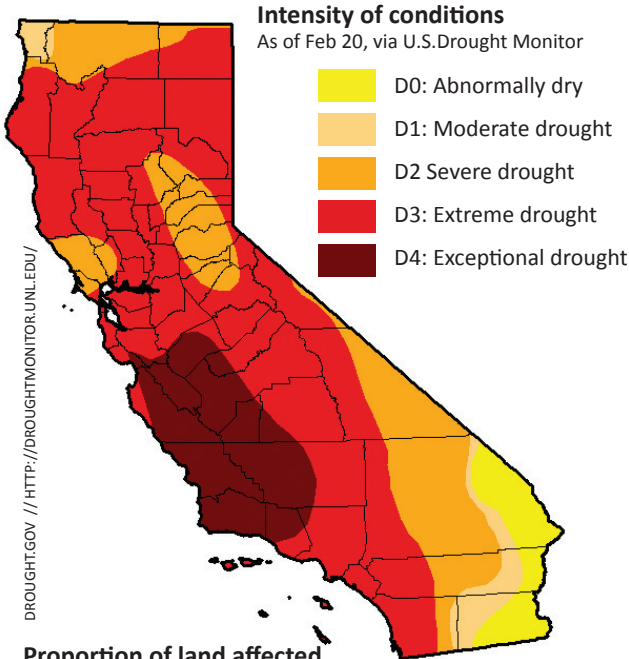 Intensity of conditions
As of Feb 20, via U.S.Drought Monitor
D0: Abnormally dry
D1: Moderate drought
D2 Severe drought
D3: Extreme drought
D4: Exceptional drought
DROUGHT.GOV // HTTP://DROUGHTMONITOR.UNL.EDU/
Proportion of land affected